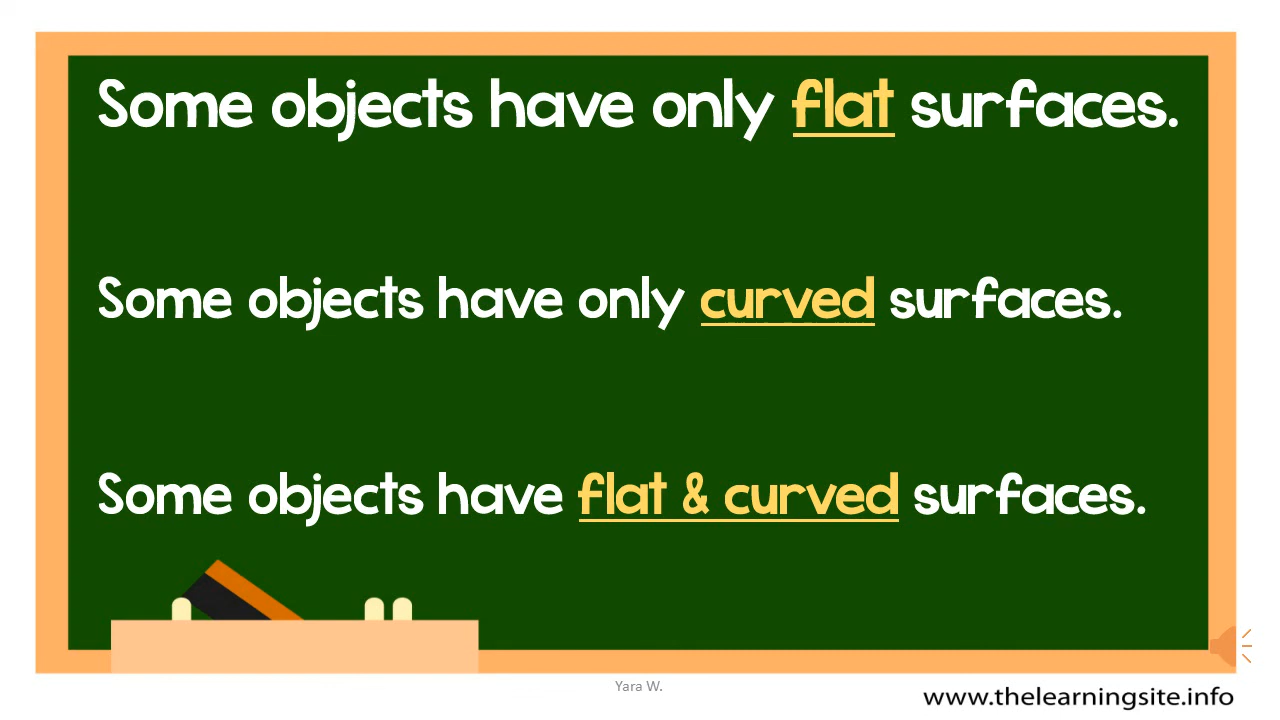 Some objects have only flat surfaces.
Some objects have only curved surfaces.
Some objects have flat & curved surfaces.
Yara W.
www.thelearningsite.info